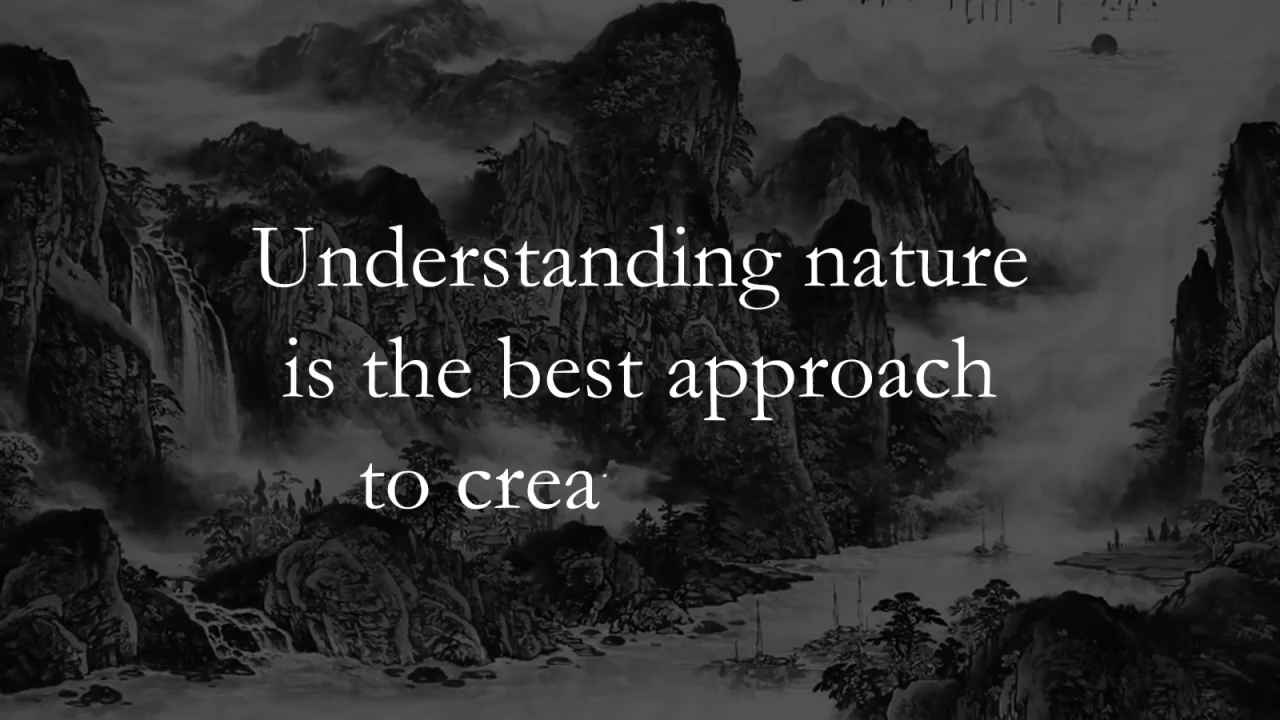 Understanding nature
is the best approach
to crea